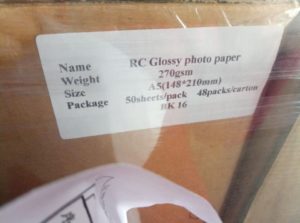 Name RC Glossy photo paper
Weight 270gsm
Size A5(148*210mm)
Package 50sheets/pack 48packs/carton
BK 16